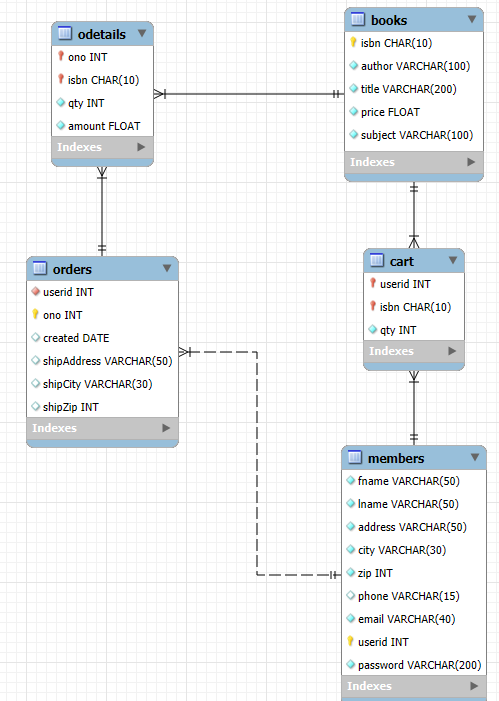 odetails
ono INT
isbn CHAR(10)
qty INT
amount FLOAT
Indexes
books
isbn CHAR(10)
author VARCHAR(100)
title VARCHAR(200)
price FLOAT
subject VARCHAR(100)
Indexes
orders
userid INT
ono INT
created DATE
shipAddress VARCHAR(50)
shipCity VARCHAR(30)
shipZip INT
Indexes
cart
userid INT
isbn CHAR(10)
qty INT
Indexes
members
fname VARCHAR(50)
lname VARCHAR(50)
address VARCHAR(50)
city VARCHAR(30)
zip INT
phone VARCHAR(15)
email VARCHAR(40)
userid INT
password VARCHAR(200)
Indexes